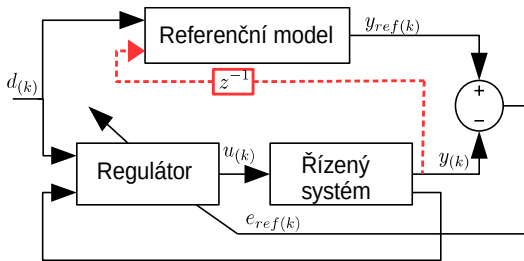 Referenční model
y_{ref(k)}
z^{-1}
d_{(k)}
+
−
Regulátor
u_{(k)}
Řízený
systém
y_{(k)}
e_{ref(k)}